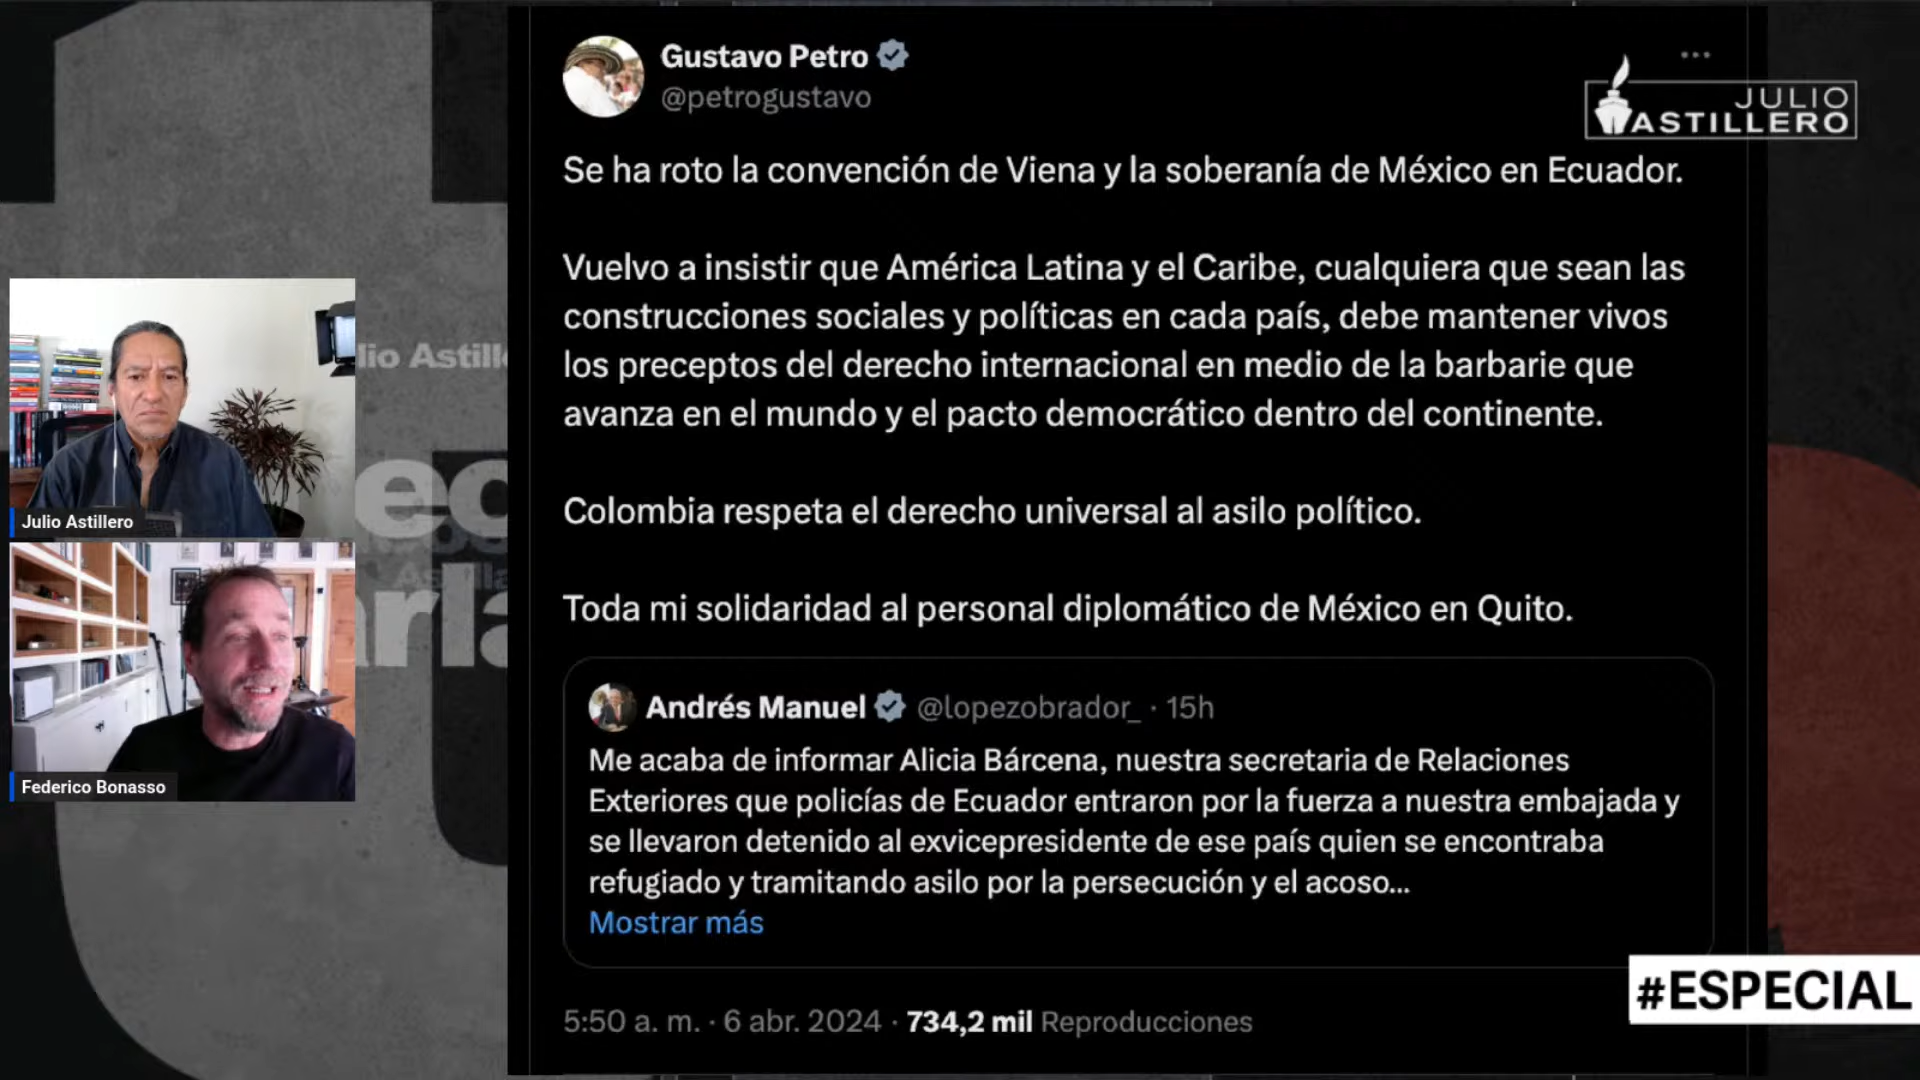 Gustavo Petro
@petrogustavo
JULIO
ASTILLERO
Se ha roto la convención de Viena y la soberanía de México en Ecuador.
Vuelvo a insistir que América Latina y el Caribe, cualquiera que sean las
construcciones sociales y políticas en cada país, debe mantener vivos
los preceptos del derecho internacional en medio de la barbarie que
avanza en el mundo y el pacto democrático dentro del continente.
Colombia respeta el derecho universal al asilo político.
Toda mi solidaridad al personal diplomático de México en Quito.
Andrés Manuel @lopezobrador_ · 15h
Me acaba de informar Alicia Bárcena, nuestra secretaria de Relaciones
Exteriores que policías de Ecuador entraron por la fuerza a nuestra embajada y
se llevaron detenido al exvicepresidente de ese país quien se encontraba
refugiado y tramitando asilo por la persecución y el acoso...
Mostrar más
5:50 a. m. · 6 abr. 2024 · 734,2 mil Reproducciones
Julio Astillero
Federico Bonasso
#ESPECIAL